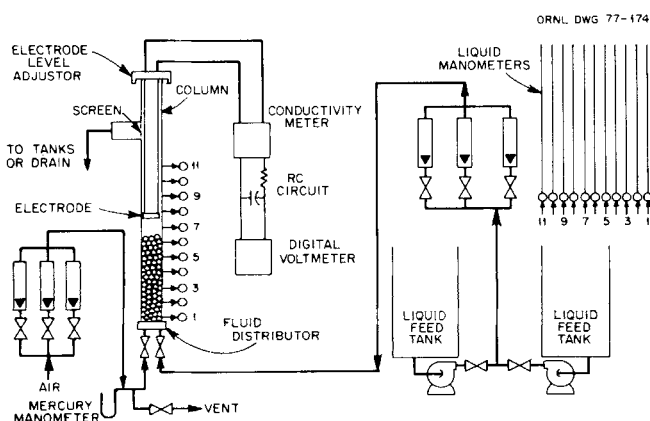 ORNL DWG 77-174
ELECTRODE
LEVEL
ADJUSTOR
COLUMN
SCREEN
TO TANKS
OR DRAIN
CONDUCTIVITY
METER
RC
CIRCUIT
DIGITAL
VOLTMETER
ELECTRODE
11
9
7
5
3
1
FLUID
DISTRIBUTOR
AIR
MERCURY
MANOMETER
VENT
LIQUID
MANOMETERS
11 9 7 5 3 1
LIQUID
FEED
TANK
LIQUID
FEED
TANK